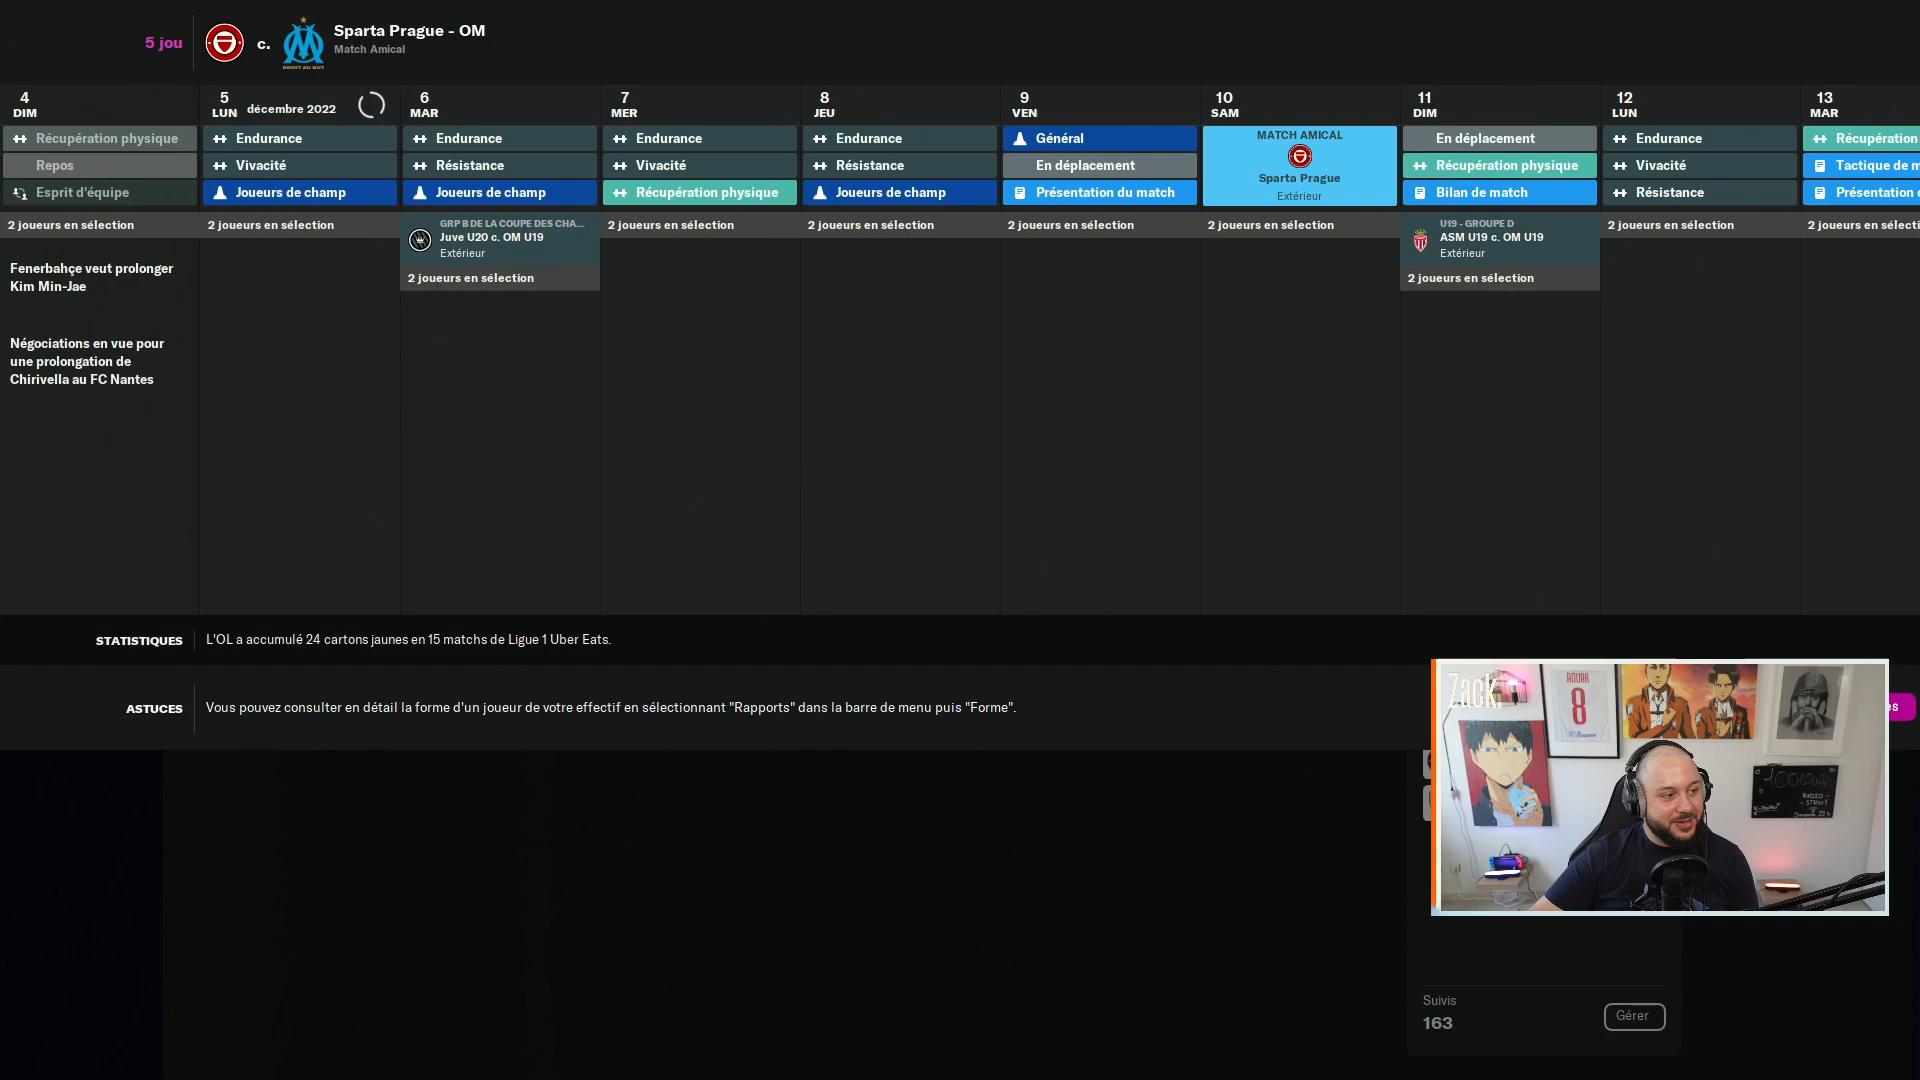 5 jou
c.
Sparta Prague - OM
Match Amical
DROIT AU BUT
4
DIM
5
LUN
décembre 2022
6
MAR
7
MER
8
JEU
9
VEN
10
SAM
11
DIM
12
LUN
13
MAR
Récupération physique
Repos
Esprit d'équipe
2 joueurs en sélection
Fenerbahçe veut prolonger
Kim Min-Jae
Négociations en vue pour
une prolongation de
Chirivella au FC Nantes
Endurance
Vivacité
Joueurs de champ
2 joueurs en sélection
Endurance
Résistance
Joueurs de champ
GRP B DE LA COUPE DES CHA...
Juve U20 c. OM U19
Extérieur
2 joueurs en sélection
Endurance
Vivacité
Récupération physique
2 joueurs en sélection
Endurance
Résistance
Joueurs de champ
2 joueurs en sélection
Général
En déplacement
Présentation du match
2 joueurs en sélection
MATCH AMICAL
Sparta Prague
Extérieur
2 joueurs en sélection
En déplacement
Récupération physique
Bilan de match
U19 - GROUPE D
ASM U19 c. OM U19
Extérieur
2 joueurs en sélection
Endurance
Vivacité
Résistance
2 joueurs en sélection
Récupération
Tactique de m
Présentation
2 joueurs en sélecti
STATISTIQUES
L'OL a accumulé 24 cartons jaunes en 15 matchs de Ligue 1 Uber Eats.
ASTUCES
Vous pouvez consulter en détail la forme d'un joueur de votre effectif en sélectionnant "Rapports" dans la barre de menu puis "Forme".
es
Zack.
AOUAR
8
RADIO
STREET
22 h
Suivis
163
Gérer